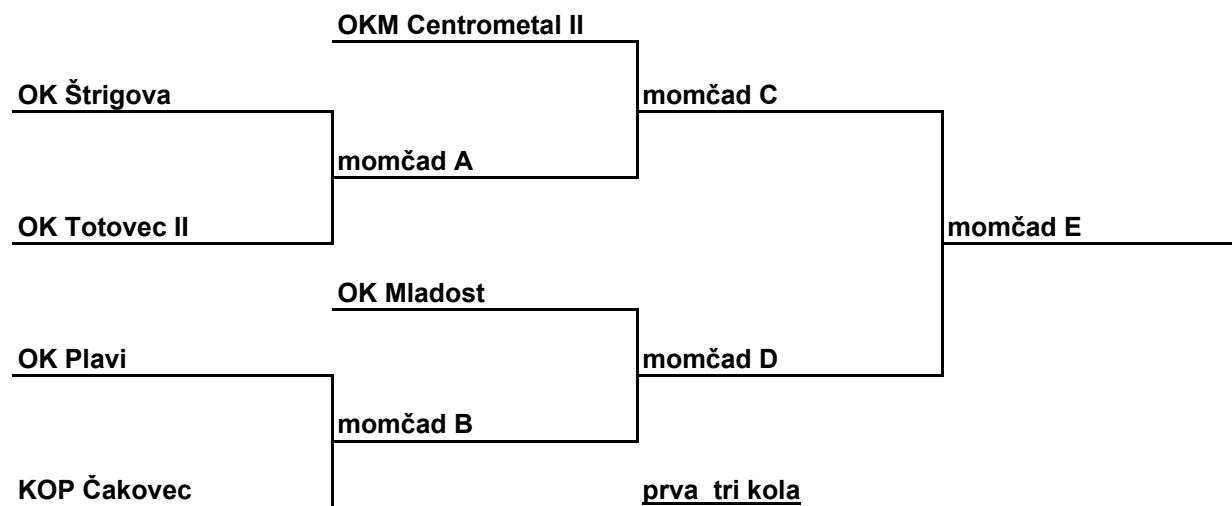 OKM Centrometal II
OK Štrigova
momčad C
momčad A
OK Totovec II
momčad E
OK Mladost
OK Plavi
momčad D
momčad B
KOP Čakovec
prva tri kola